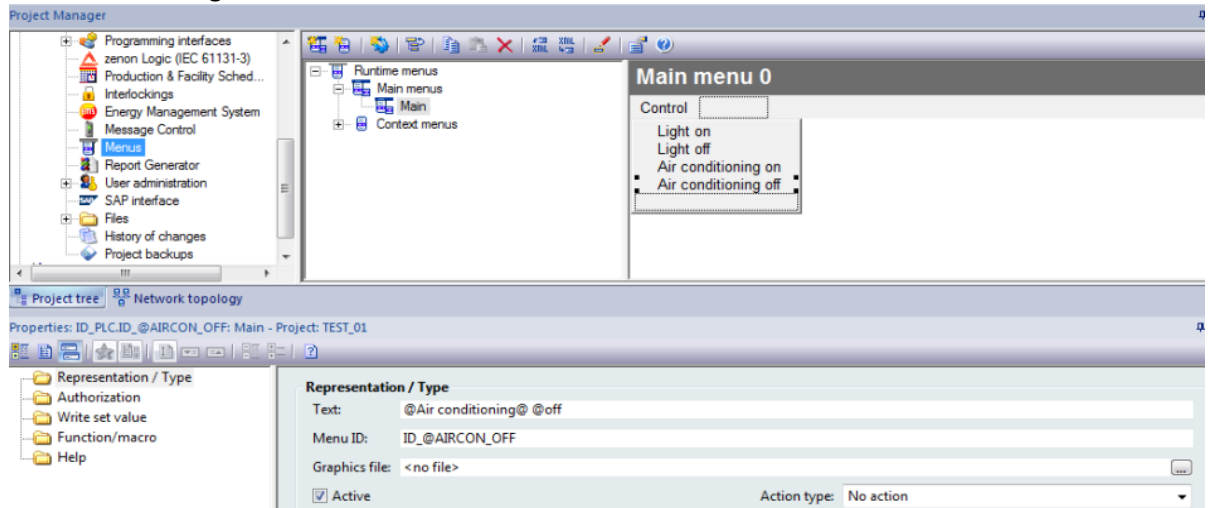 Project Manager
Programming interfaces
zenon Logic (IEC 61131-3)
Production & Facility Sched...
Interlockings
Energy Management System
Message Control
Menus
Report Generator
User administration
SAP interface
Files
History of changes
Project backups
XML XML
Runtime menus
Main menus
Main
Context menus
Main menu 0
Control
Light on
Light off
Air conditioning on
Air conditioning off
Project tree
Network topology
Properties: ID_PLC.ID_@AIRCON_OFF: Main - Project: TEST_01
Representation / Type
Authorization
Write set value
Function/macro
Help
Representation / Type
Text: @Air conditioning@ @off
Menu ID: ID_@AIRCON_OFF
Graphics file: <no file>
...
Active
Action type: No action